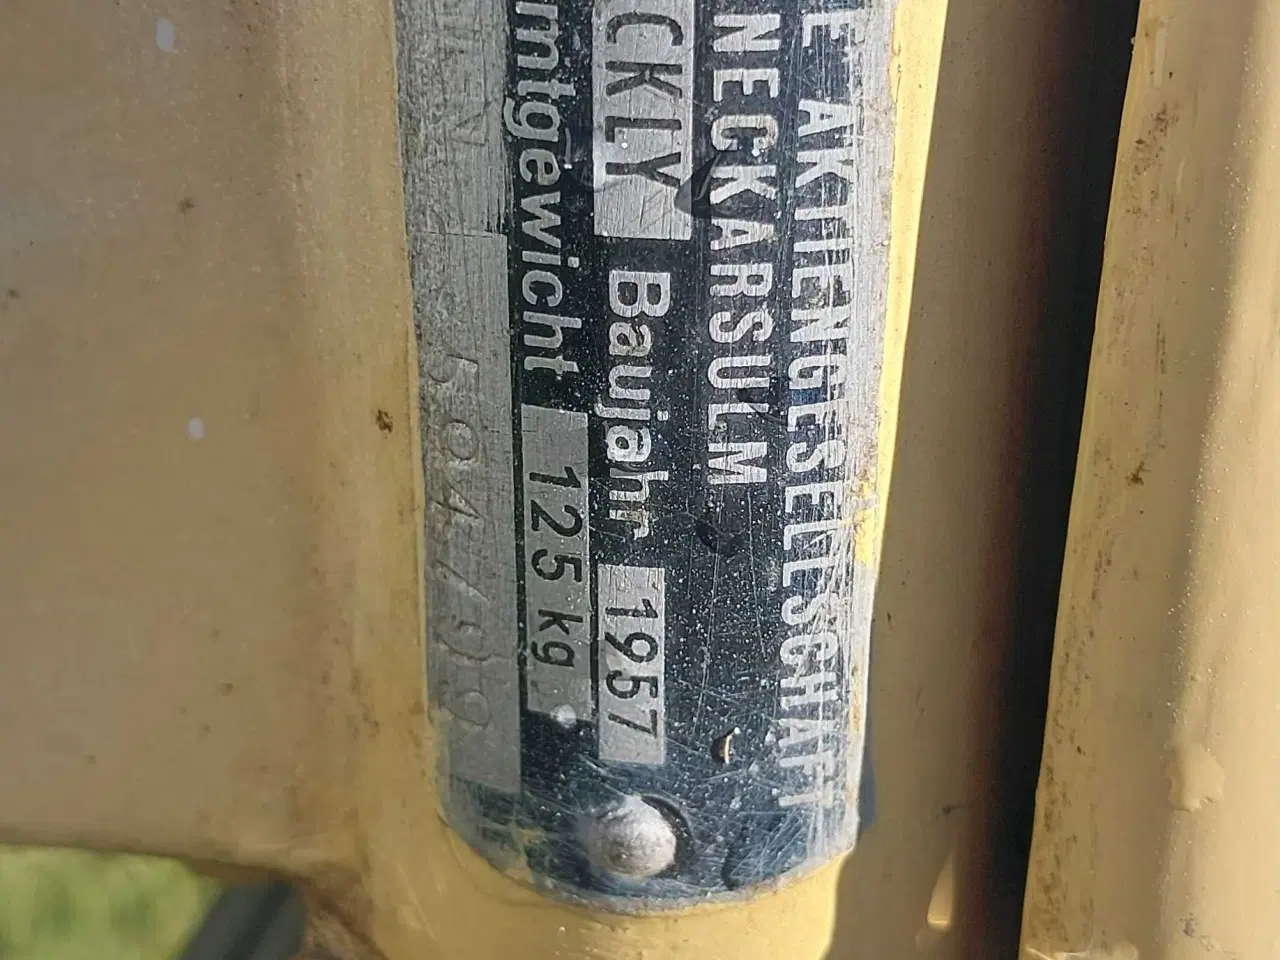 E AKTIENGESELLSCHAFT
NECKARSULM
CKLY Baujahr 1957
mtgewicht 125 kg